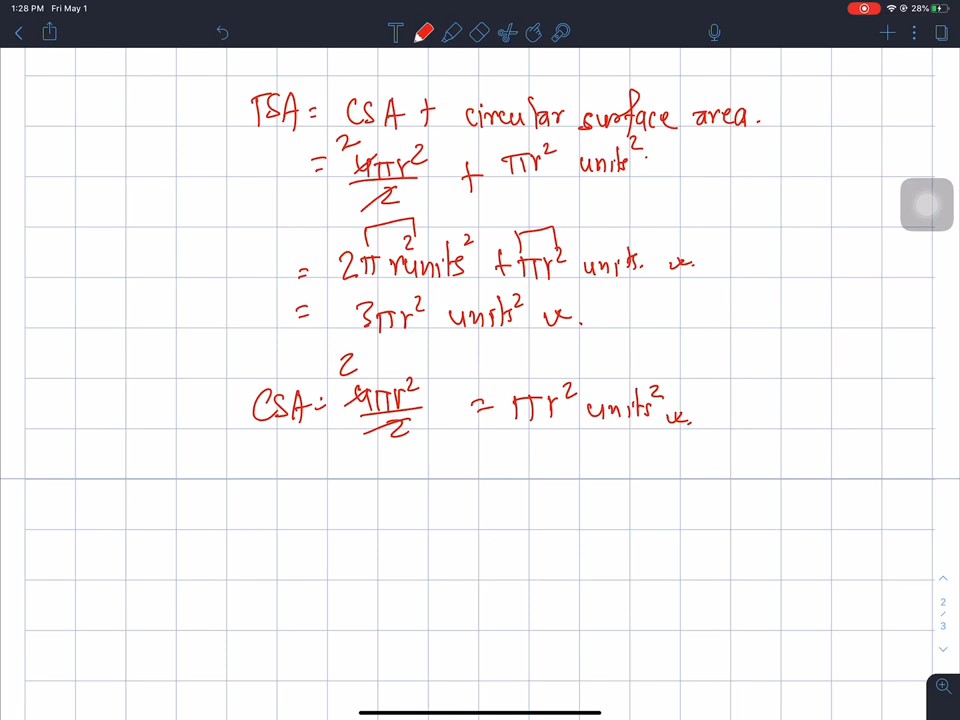 1:28 PM Fri May 1
28%
TSA = CSA + circular surface area.
= 2 4πr²/2 + πr² units².
= 2πr² units² + πr² units. u.
= 3πr² units² u.
CSA = 2 4πr²/2 = πr² units² u.
2
/
3